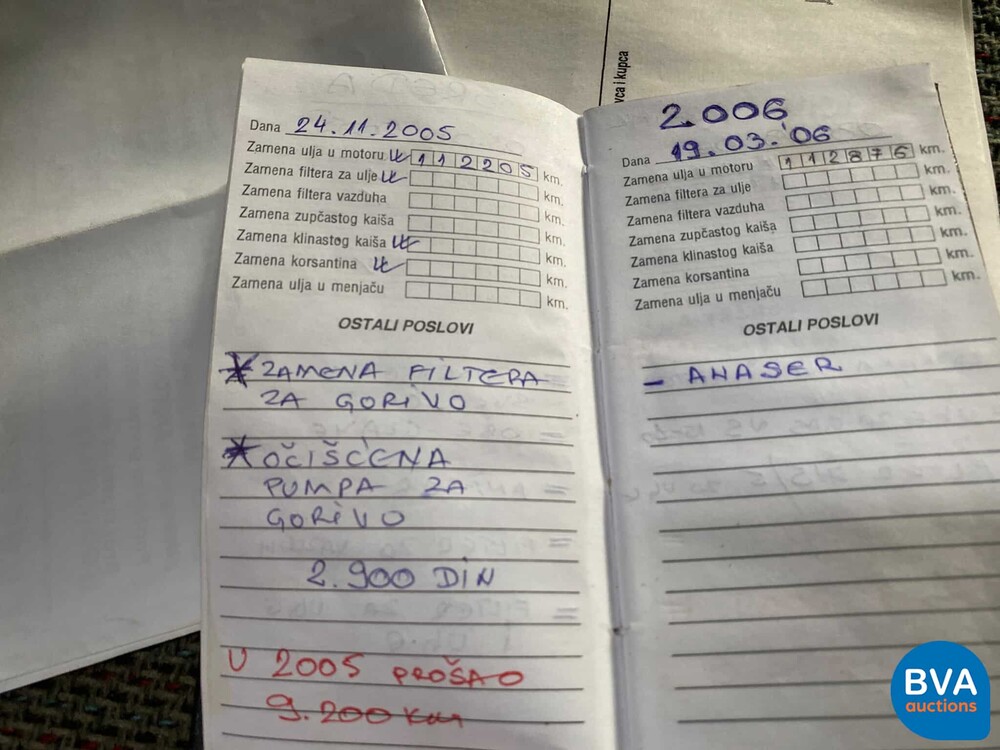 vca i kupca
Dana 24.11.2005
Zamena ulja u motoru 112205 km.
Zamena filtera za ulje km.
Zamena filtera vazduha km.
Zamena zupčastog kaiša km.
Zamena klinastog kaiša km.
Zamena korsantina km.
Zamena ulja u menjaču km.
OSTALI POSLOVI
* ZAMENA FILTERA
ZA GORIVO
* OČIŠĆENA
PUMPA ZA
GORIVO
2.900 DIN
U 2005 PROŠAO
9.200 Km
2.006
Dana 19.03.'06
Zamena ulja u motoru 112876 km.
Zamena filtera za ulje km.
Zamena filtera vazduha km.
Zamena zupčastog kaiša km.
Zamena klinastog kaiša km.
Zamena korsantina km.
Zamena ulja u menjaču km.
OSTALI POSLOVI
- ANASER
BVA
auctions